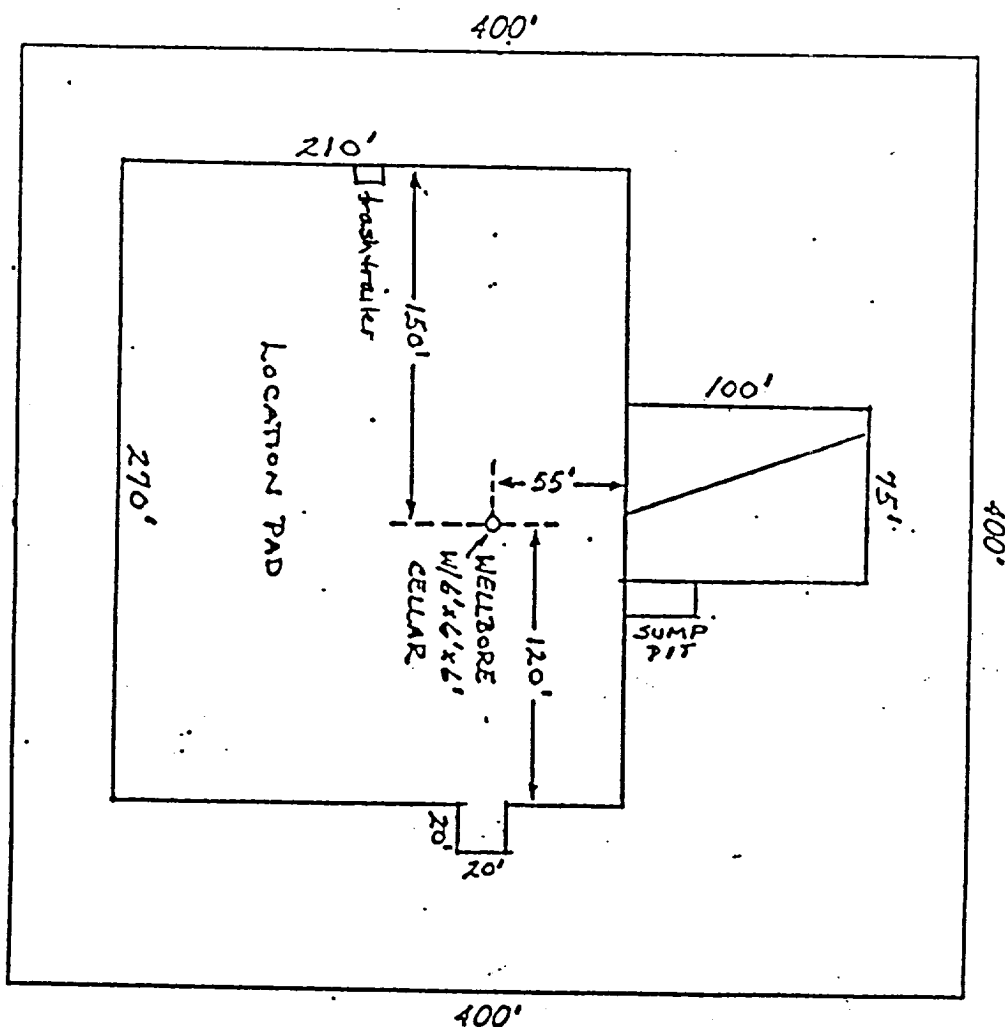 400'
210'
trash trailer
150'
LOCATION PAD
270'
100'
75'
400'
55'
WELLBORE
W/6'x6'x6'
CELLAR
120'
SUMP
PIT
20'
20'
400'